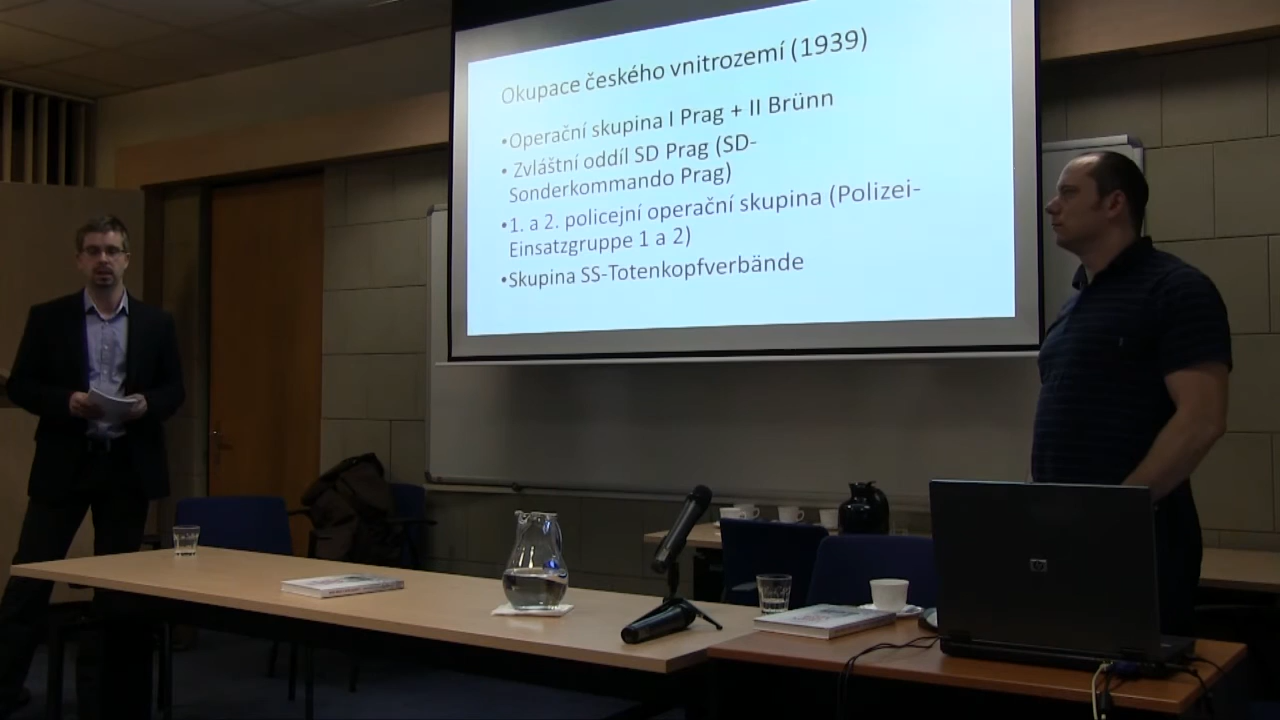 Okupace českého vnitrozemí (1939)
•Operační skupina I Prag + II Brünn
• Zvláštní oddíl SD Prag (SD-
Sonderkommando Prag)
•1. a 2. policejní operační skupina (Polizei-
Einsatzgruppe 1 a 2)
•Skupina SS-Totenkopfverbände
hp